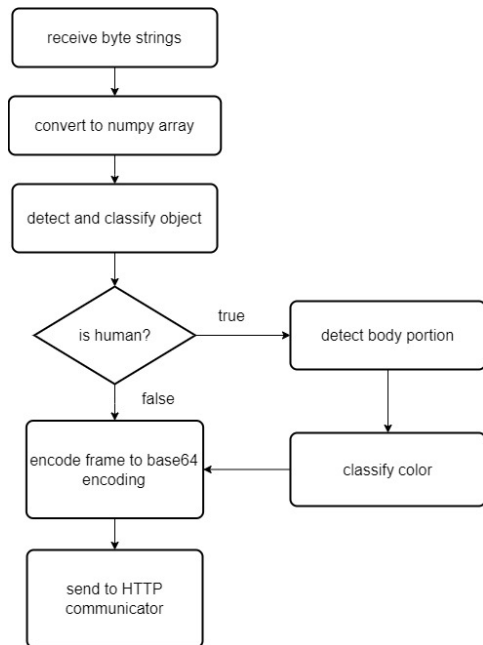 receive byte strings
convert to numpy array
detect and classify object
is human?
true
detect body portion
false
encode frame to base64
encoding
classify color
send to HTTP
communicator